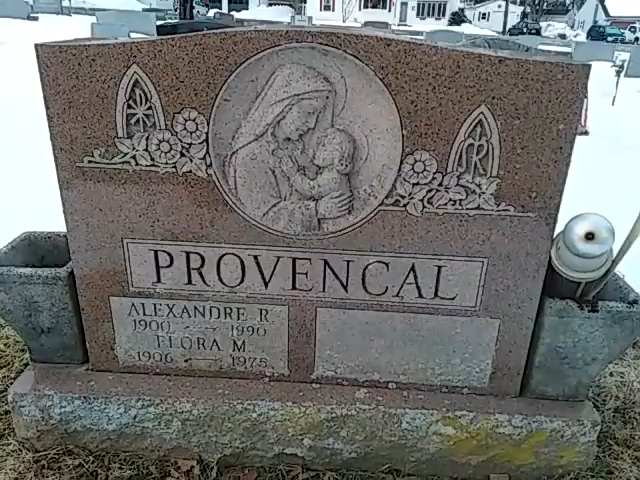 PROVENCAL
ALEXANDRE R.
1900 — 1990
FLORA M.
1906 — 1975